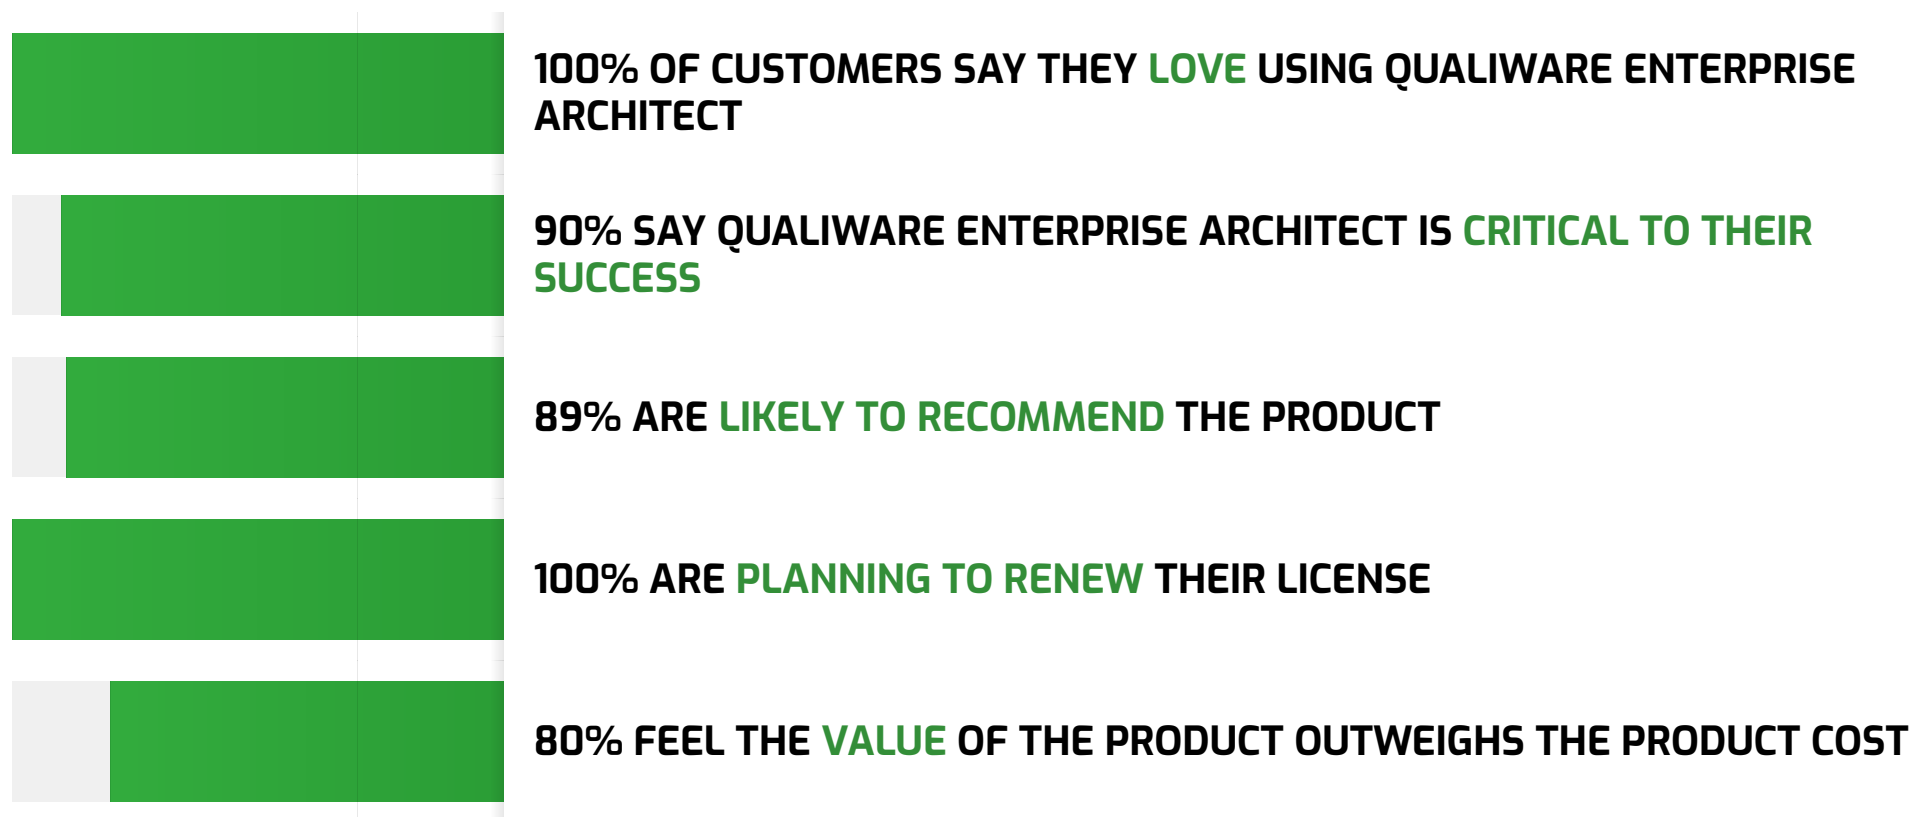 100% OF CUSTOMERS SAY THEY LOVE USING QUALIWARE ENTERPRISE
ARCHITECT
90% SAY QUALIWARE ENTERPRISE ARCHITECT IS CRITICAL TO THEIR
SUCCESS
89% ARE LIKELY TO RECOMMEND THE PRODUCT
100% ARE PLANNING TO RENEW THEIR LICENSE
80% FEEL THE VALUE OF THE PRODUCT OUTWEIGHS THE PRODUCT COST